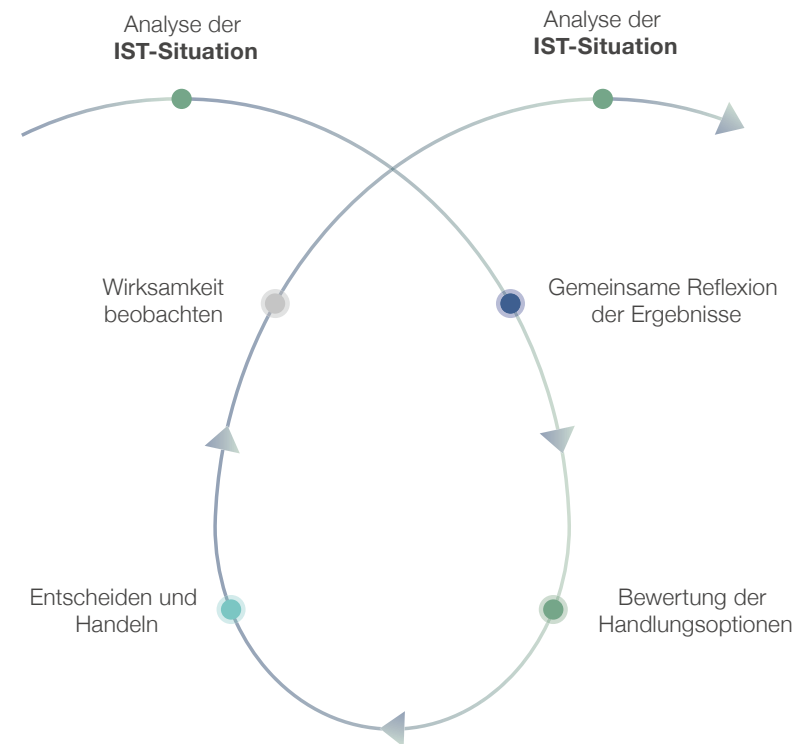 Analyse der
IST-Situation
Analyse der
IST-Situation
Wirksamkeit
beobachten
Gemeinsame Reflexion
der Ergebnisse
Entscheiden und
Handeln
Bewertung der
Handlungsoptionen